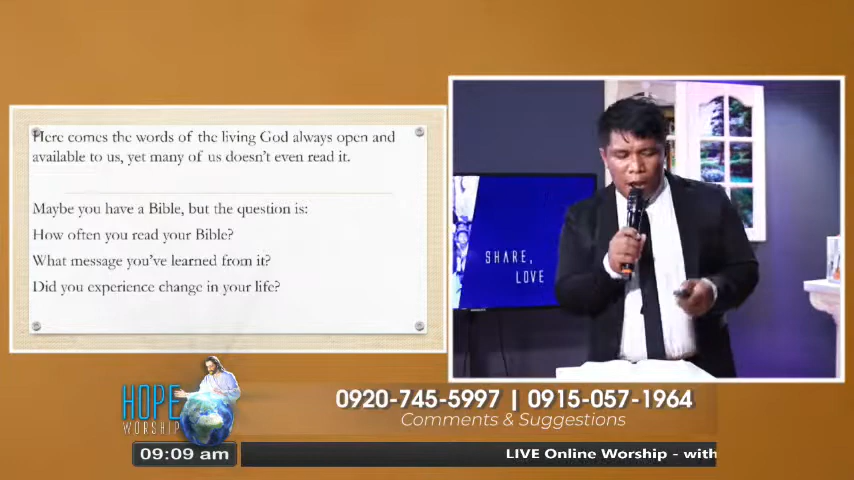 Here comes the words of the living God always open and
available to us, yet many of us doesn't even read it.
Maybe you have a Bible, but the question is:
How often you read your Bible?
What message you've learned from it?
Did you experience change in your life?
SHARE,
LOVE
HOPE
WORSHIP
0920-745-5997 | 0915-057-1964
Comments & Suggestions
09:09 am
LIVE Online Worship - with